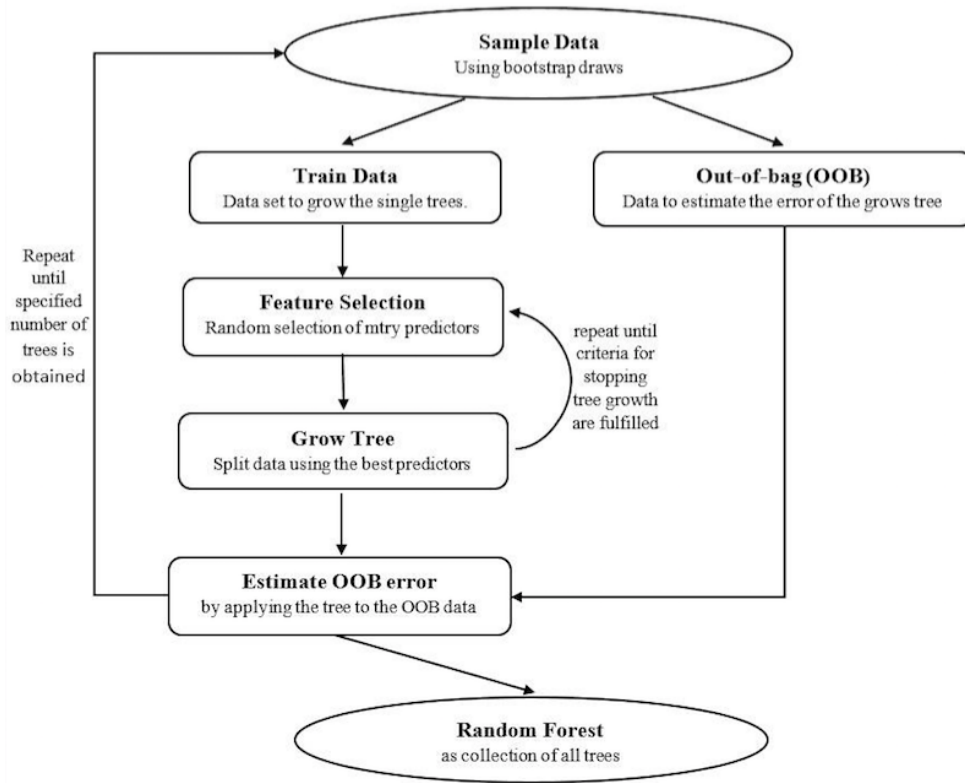 Sample Data
Using bootstrap draws
Train Data
Data set to grow the single trees.
Out-of-bag (OOB)
Data to estimate the error of the grows tree
Repeat
until
specified
number of
trees is
obtained
Feature Selection
Random selection of mtry predictors
repeat until
criteria for
stopping
tree growth
are fulfilled
Grow Tree
Split data using the best predictors
Estimate OOB error
by applying the tree to the OOB data
Random Forest
as collection of all trees